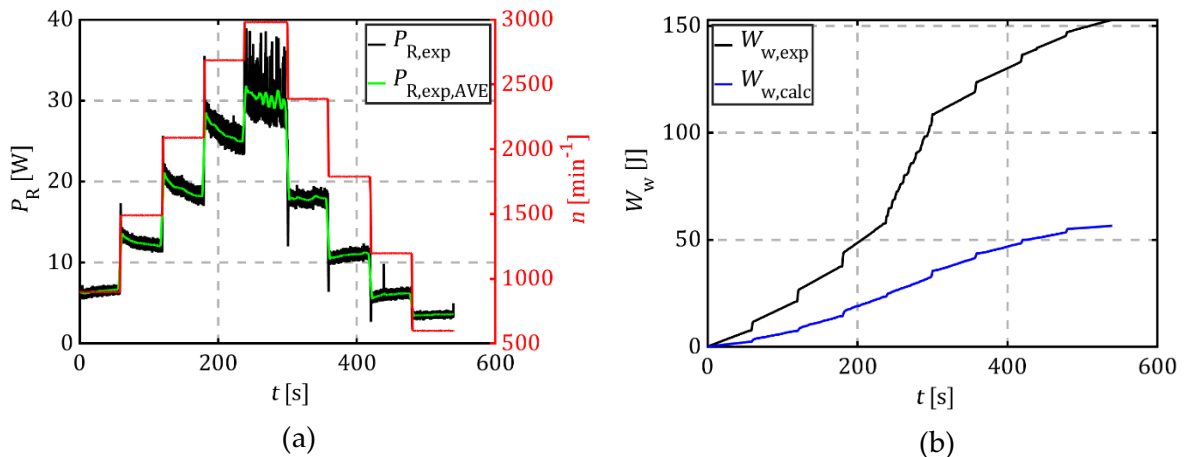 40
30
20
10
0
P_R [W]
P_R,exp
P_R,exp,AVE
3000
2500
2000
1500
1000
500
n [min⁻¹]
0 200 400 600
t [s]
(a)
150
100
50
0
W_w [J]
W_w,exp
W_w,calc
0 200 400 600
t [s]
(b)